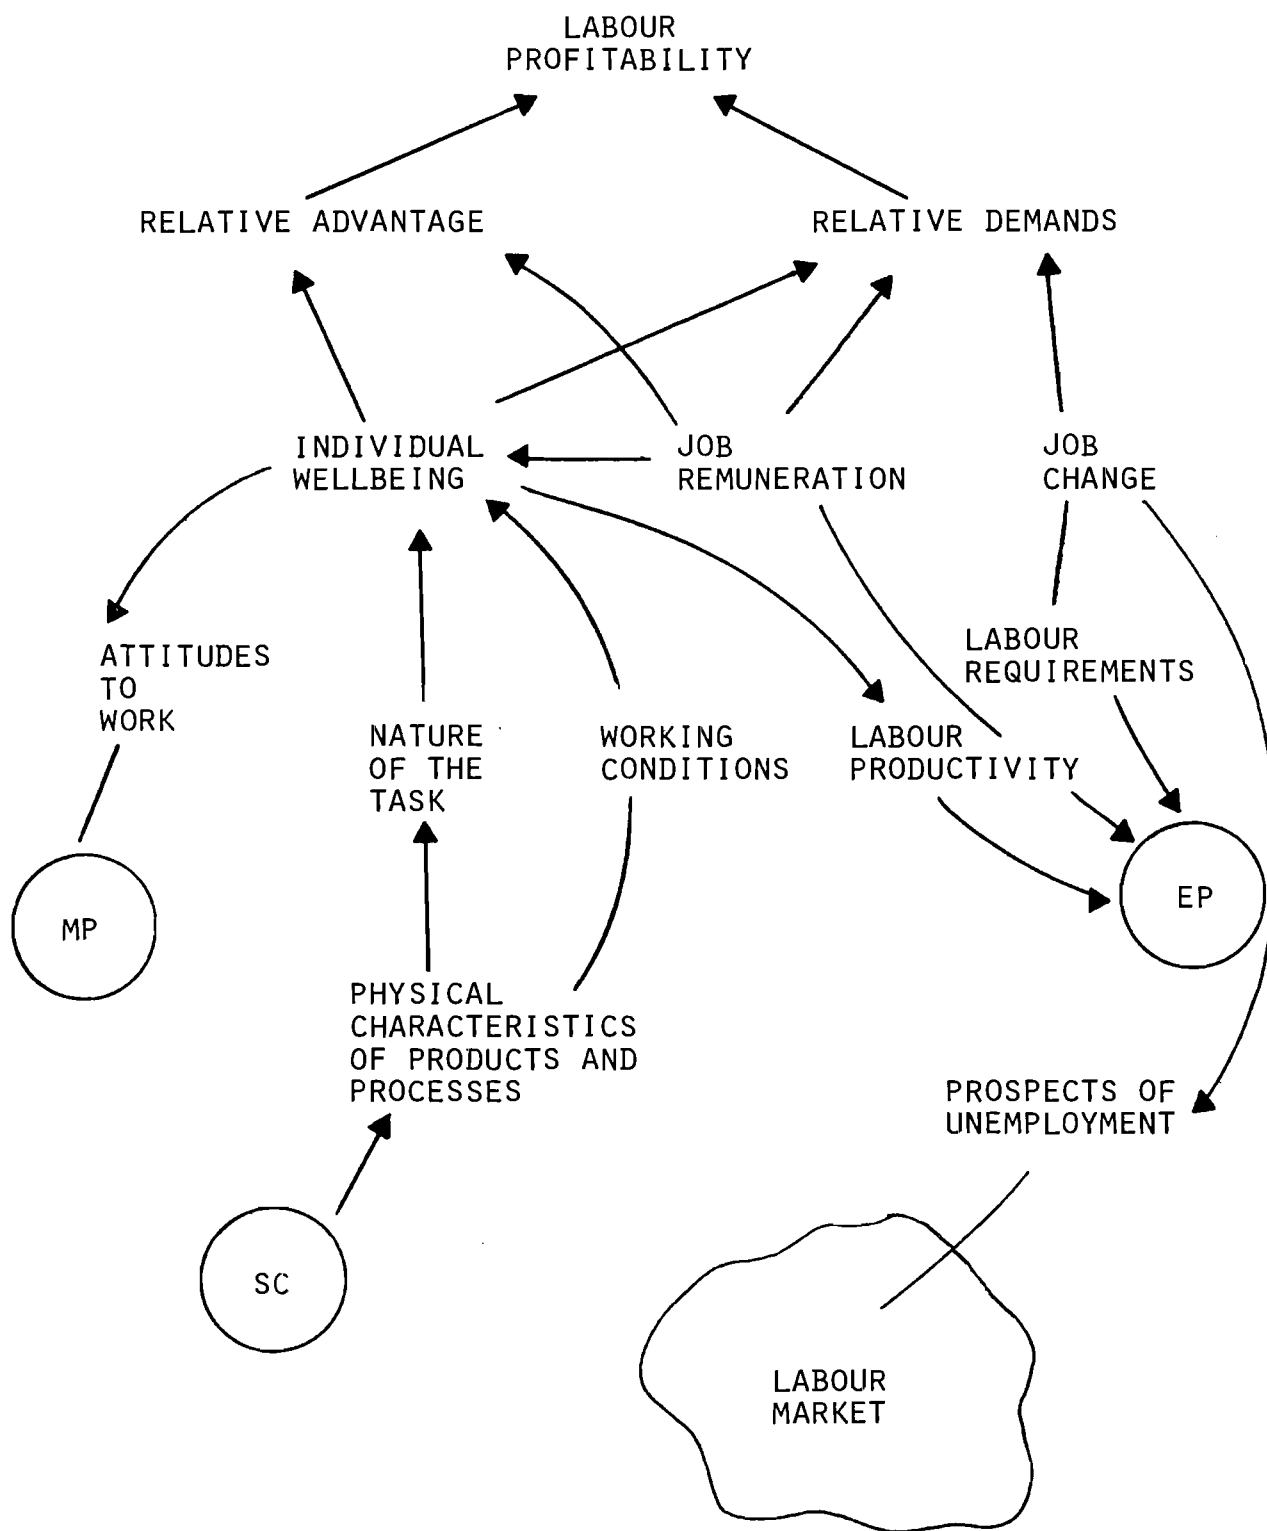 LABOUR
PROFITABILITY
RELATIVE ADVANTAGE
RELATIVE DEMANDS
INDIVIDUAL
WELLBEING
JOB
REMUNERATION
JOB
CHANGE
ATTITUDES
TO
WORK
NATURE
OF THE
TASK
WORKING
CONDITIONS
LABOUR
PRODUCTIVITY
LABOUR
REQUIREMENTS
MP
EP
PHYSICAL
CHARACTERISTICS
OF PRODUCTS AND
PROCESSES
PROSPECTS OF
UNEMPLOYMENT
SC
LABOUR
MARKET